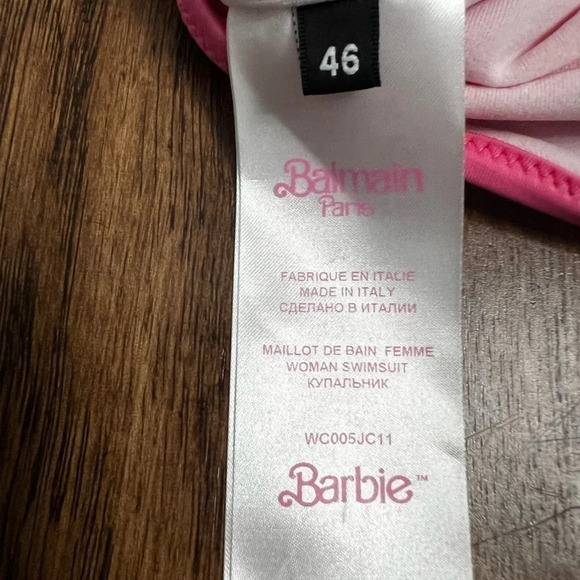 46
Balmain
Paris
FABRIQUE EN ITALIE
MADE IN ITALY
СДЕЛАНО В ИТАЛИИ
MAILLOT DE BAIN FEMME
WOMAN SWIMSUIT
КУПАЛЬНИК
WC005JC11
Barbie™